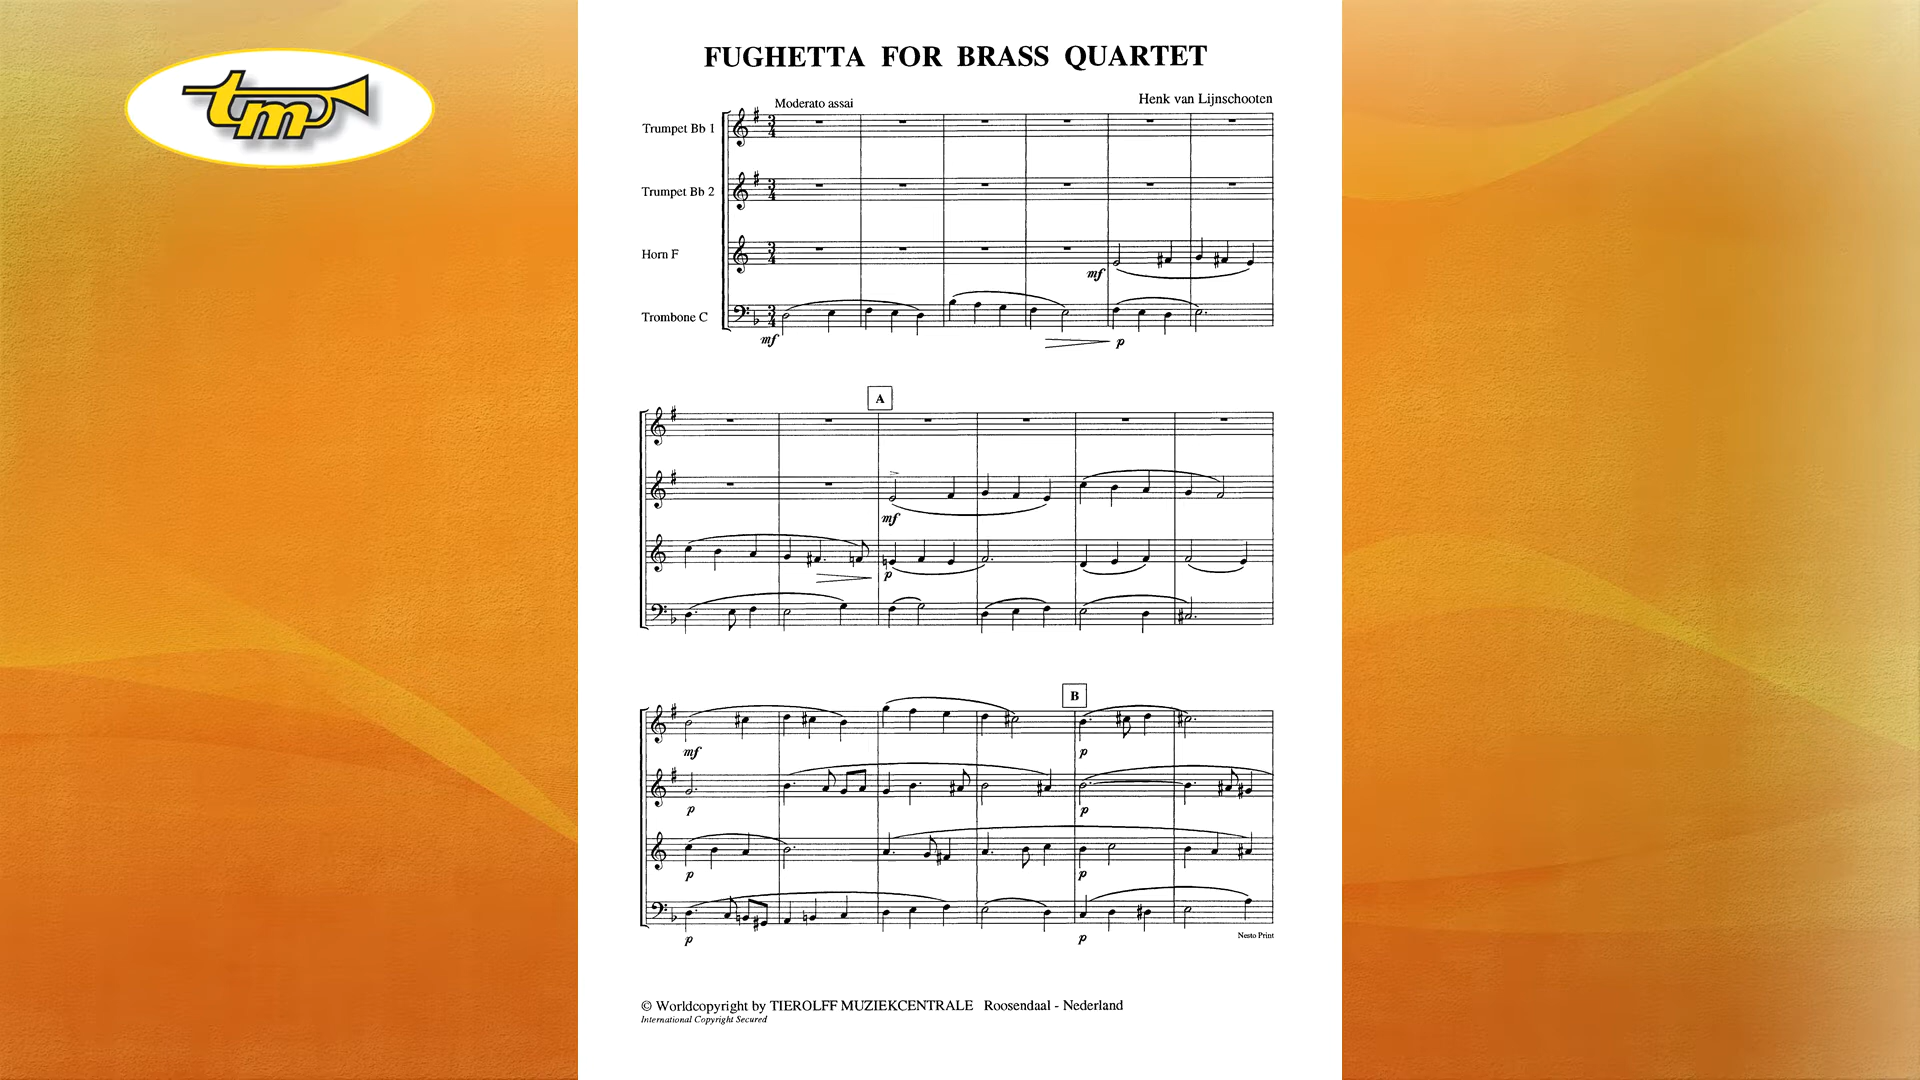 tm
FUGHETTA FOR BRASS QUARTET
Moderato assai
Henk van Lijnschooten
Trumpet Bb 1
Trumpet Bb 2
Horn F
mf
Trombone C
mf
p
A
mf
p
B
mf
p
p
p
p
p
p
p
Nesto Print
© Worldcopyright by TIEROLFF MUZIEKCENTRALE Roosendaal - Nederland
International Copyright Secured